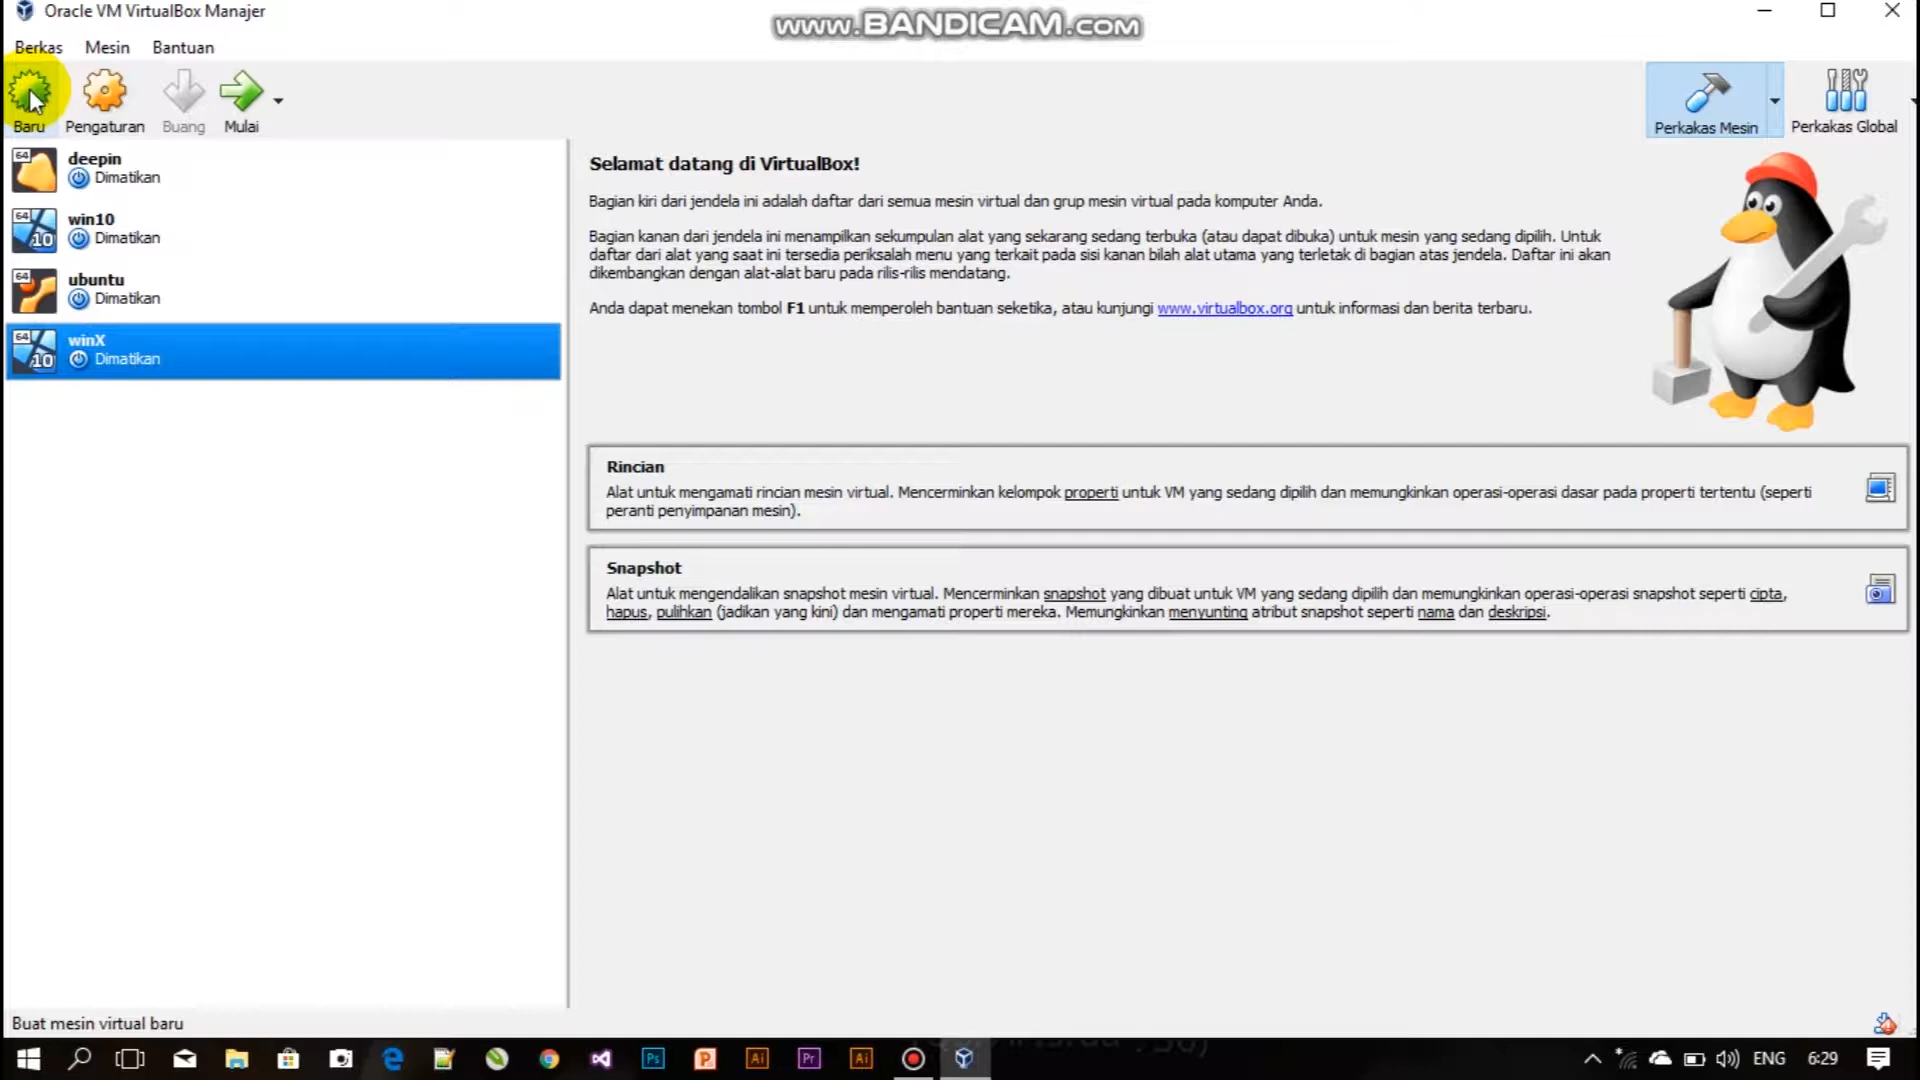 Oracle VM VirtualBox Manajer
www.BANDICAM.com
Berkas Mesin Bantuan
Baru Pengaturan Buang Mulai
Perkakas Mesin Perkakas Global
64 deepin
Dimatikan
64 10 win10
Dimatikan
64 ubuntu
Dimatikan
64 10 winX
Dimatikan
Selamat datang di VirtualBox!
Bagian kiri dari jendela ini adalah daftar dari semua mesin virtual dan grup mesin virtual pada komputer Anda.
Bagian kanan dari jendela ini menampilkan sekumpulan alat yang sekarang sedang terbuka (atau dapat dibuka) untuk mesin yang sedang dipilih. Untuk
daftar dari alat yang saat ini tersedia periksalah menu yang terkait pada sisi kanan bilah alat utama yang terletak di bagian atas jendela. Daftar ini akan
dikembangkan dengan alat-alat baru pada rilis-rilis mendatang.
Anda dapat menekan tombol F1 untuk memperoleh bantuan seketika, atau kunjungi www.virtualbox.org untuk informasi dan berita terbaru.
Rincian
Alat untuk mengamati rincian mesin virtual. Mencerminkan kelompok properti untuk VM yang sedang dipilih dan memungkinkan operasi-operasi dasar pada properti tertentu (seperti
peranti penyimpanan mesin).
Snapshot
Alat untuk mengendalikan snapshot mesin virtual. Mencerminkan snapshot yang dibuat untuk VM yang sedang dipilih dan memungkinkan operasi-operasi snapshot seperti cipta,
hapus, pulihkan (jadikan yang kini) dan mengamati properti mereka. Memungkinkan menyunting atribut snapshot seperti nama dan deskripsi.
Buat mesin virtual baru
Ps P Ai Pr Ai ENG 6:29